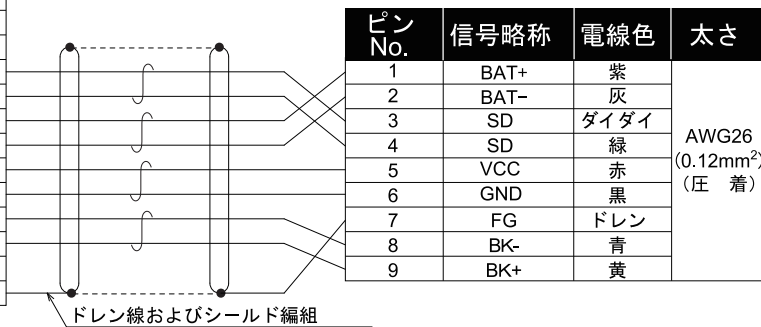 ピンNo. 信号略称 電線色 太さ
1 BAT+ 紫
2 BAT− 灰
3 SD ダイダイ
4 SD 緑
5 VCC 赤
6 GND 黒
7 FG ドレン
8 BK- 青
9 BK+ 黄
AWG26
(0.12mm²)
(圧 着)
ドレン線およびシールド編組